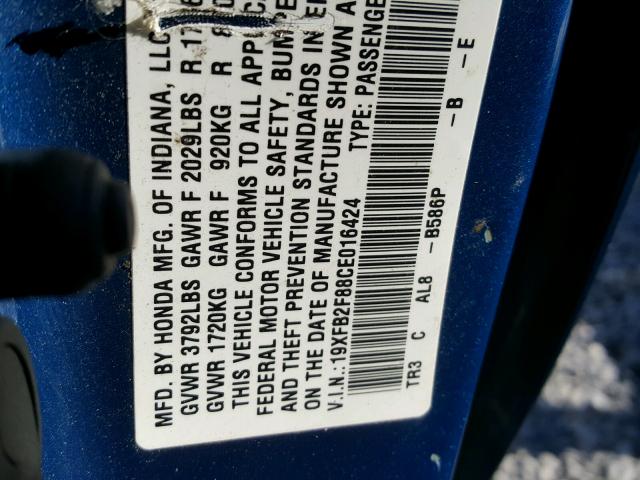 MFD. BY HONDA MFG. OF INDIANA, LLC
GVWR 3792LBS GAWR F 2029LBS R
GVWR 1720KG GAWR F 920KG R
THIS VEHICLE CONFORMS TO ALL
FEDERAL MOTOR VEHICLE SAFETY,
AND THEFT PREVENTION STANDARDS IN
ON THE DATE OF MANUFACTURE SHOWN
V.I.N.:19XFB2F88CE016424 TYPE: PASSENGE
TR3 C AL8 -B586P -B -E